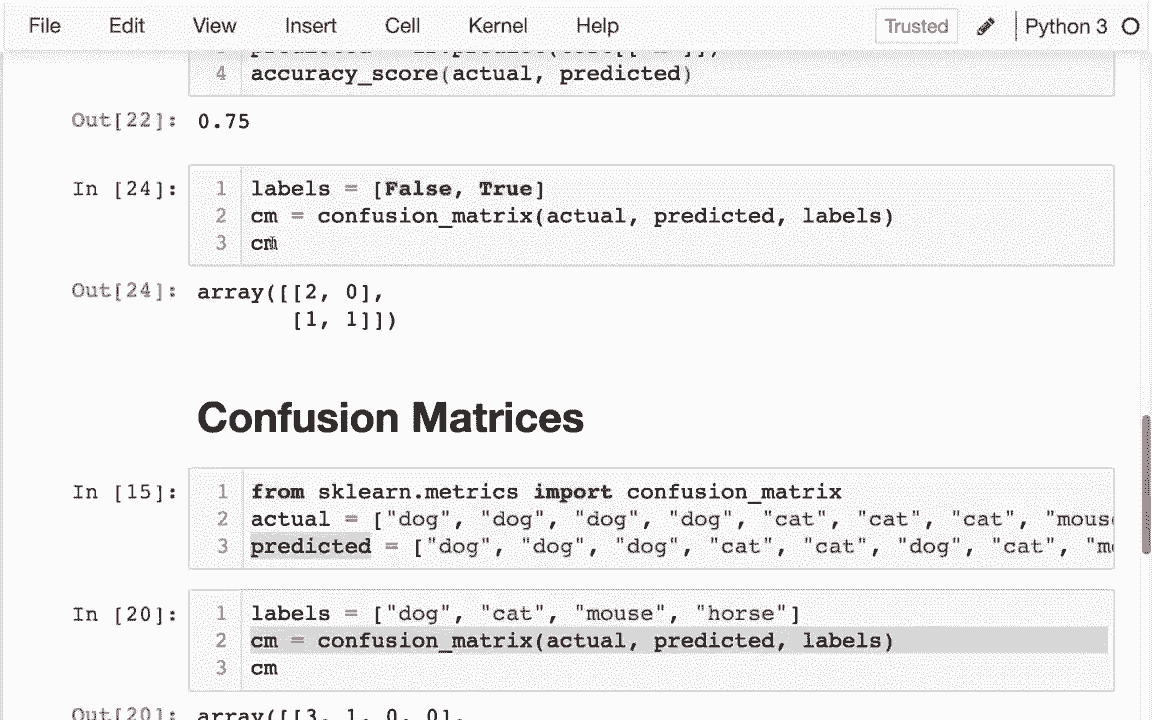 File Edit View Insert Cell Kernel Help Trusted Python 3
4 accuracy_score(actual, predicted)
Out[22]: 0.75
In [24]: 1 labels = [False, True]
2 cm = confusion_matrix(actual, predicted, labels)
3 cm
Out[24]: array([[2, 0],
[1, 1]])
Confusion Matrices
In [15]: 1 from sklearn.metrics import confusion_matrix
2 actual = ["dog", "dog", "dog", "dog", "cat", "cat", "cat", "mous
3 predicted = ["dog", "dog", "dog", "cat", "cat", "dog", "cat", "m
In [20]: 1 labels = ["dog", "cat", "mouse", "horse"]
2 cm = confusion_matrix(actual, predicted, labels)
3 cm
Out[20]: array([[3, 1, 0, 0],